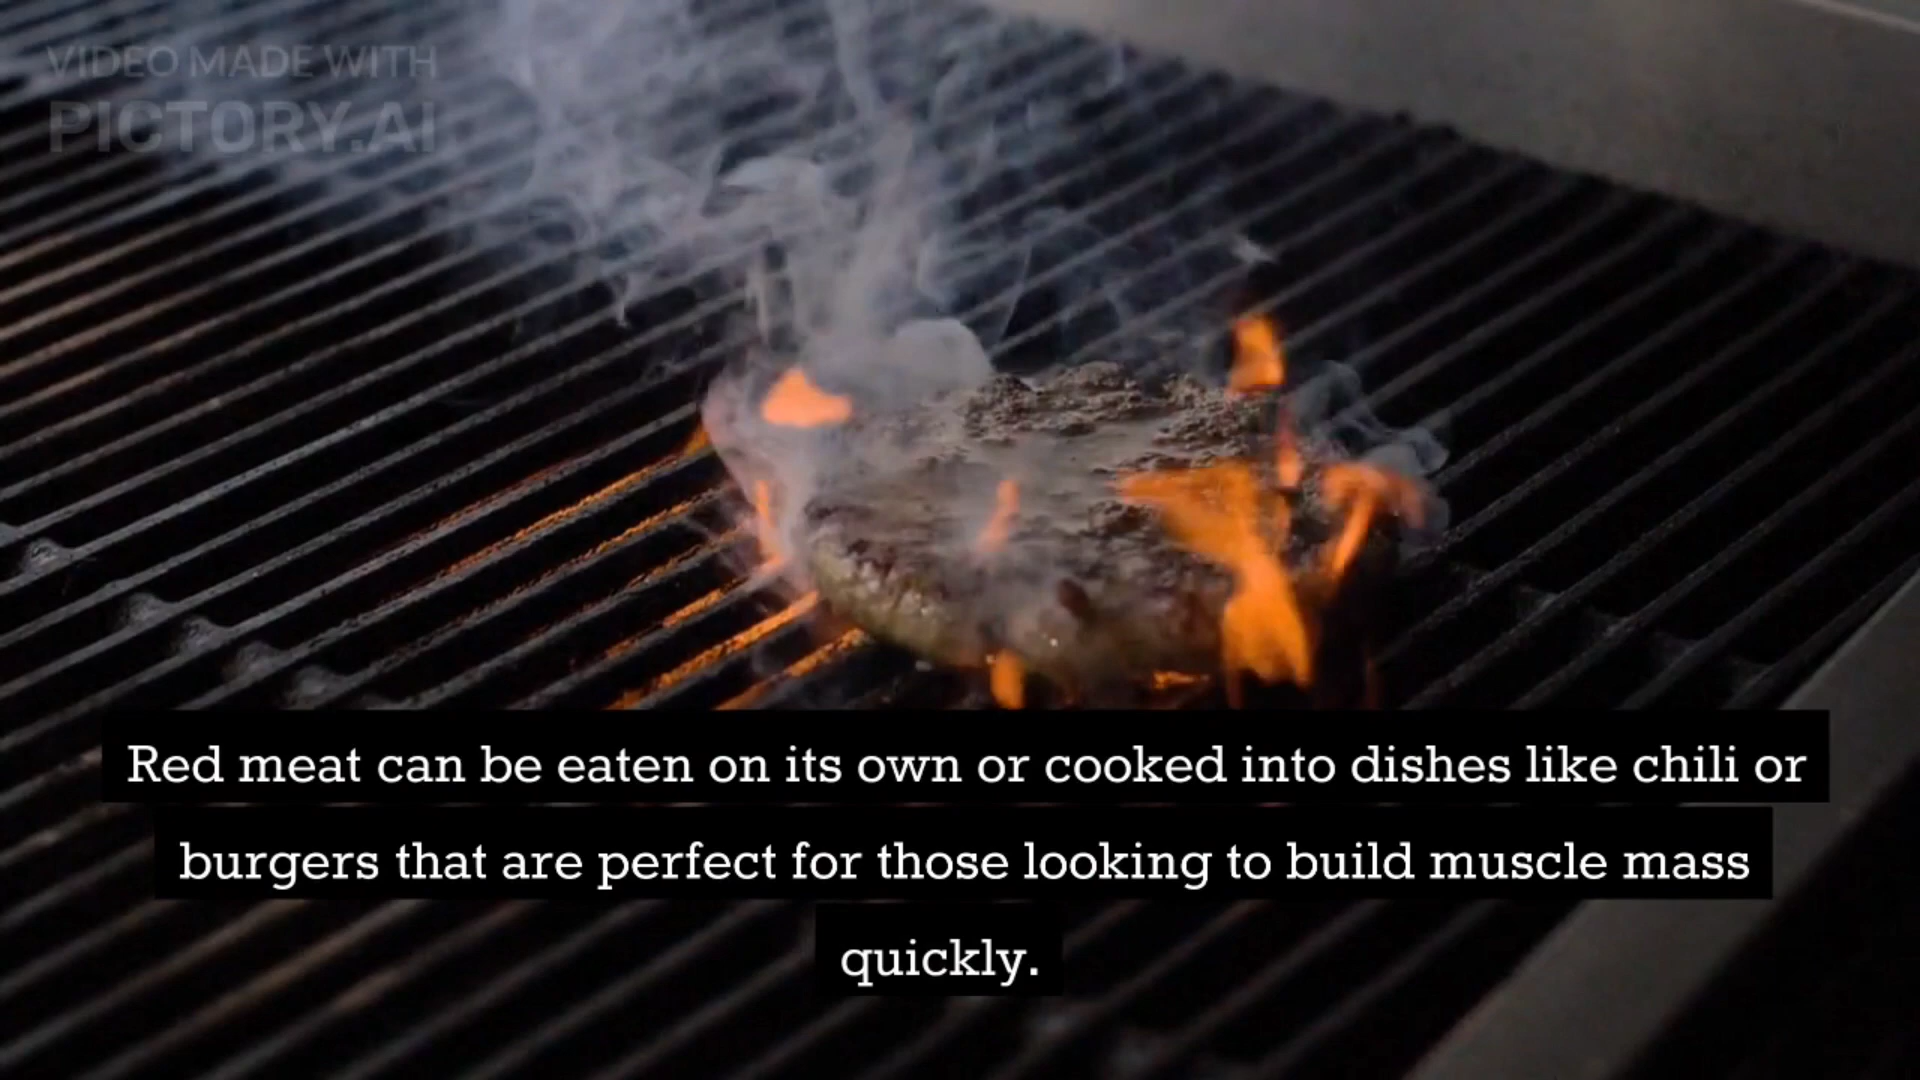 VIDEO MADE WITH
PICTORY.AI
Red meat can be eaten on its own or cooked into dishes like chili or
burgers that are perfect for those looking to build muscle mass
quickly.